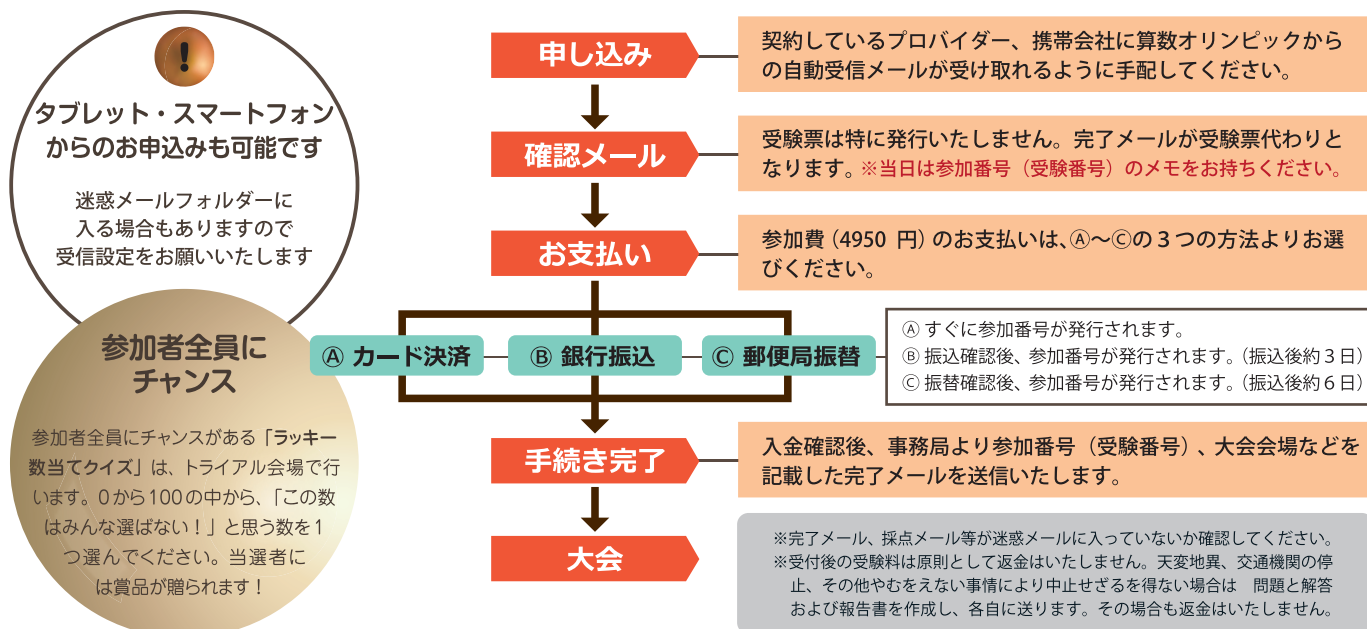 !
タブレット・スマートフォン
からのお申込みも可能です
迷惑メールフォルダーに
入る場合もありますので
受信設定をお願いいたします
参加者全員に
チャンス
参加者全員にチャンスがある「ラッキー
数当てクイズ」は、トライアル会場で行
います。0から100の中から、「この数
はみんな選ばない!」と思う数を1
つ選んでください。当選者に
は賞品が贈られます!
申し込み
契約しているプロバイダー、携帯会社に算数オリンピックから
の自動受信メールが受け取れるように手配してください。
確認メール
受験票は特に発行いたしません。完了メールが受験票代わりと
なります。※当日は参加番号(受験番号)のメモをお持ちください。
お支払い
参加費(4950 円)のお支払いは、Ⓐ〜Ⓒの3つの方法よりお選
びください。
Ⓐ カード決済
Ⓑ 銀行振込
Ⓒ 郵便局振替
Ⓐ すぐに参加番号が発行されます。
Ⓑ 振込確認後、参加番号が発行されます。(振込後約3日)
Ⓒ 振替確認後、参加番号が発行されます。(振込後約6日)
手続き完了
入金確認後、事務局より参加番号(受験番号)、大会会場などを
記載した完了メールを送信いたします。
大会
※完了メール、採点メール等が迷惑メールに入っていないか確認してください。
※受付後の受験料は原則として返金はいたしません。天変地異、交通機関の停
止、その他やむをえない事情により中止せざるを得ない場合は 問題と解答
および報告書を作成し、各自に送ります。その場合も返金はいたしません。